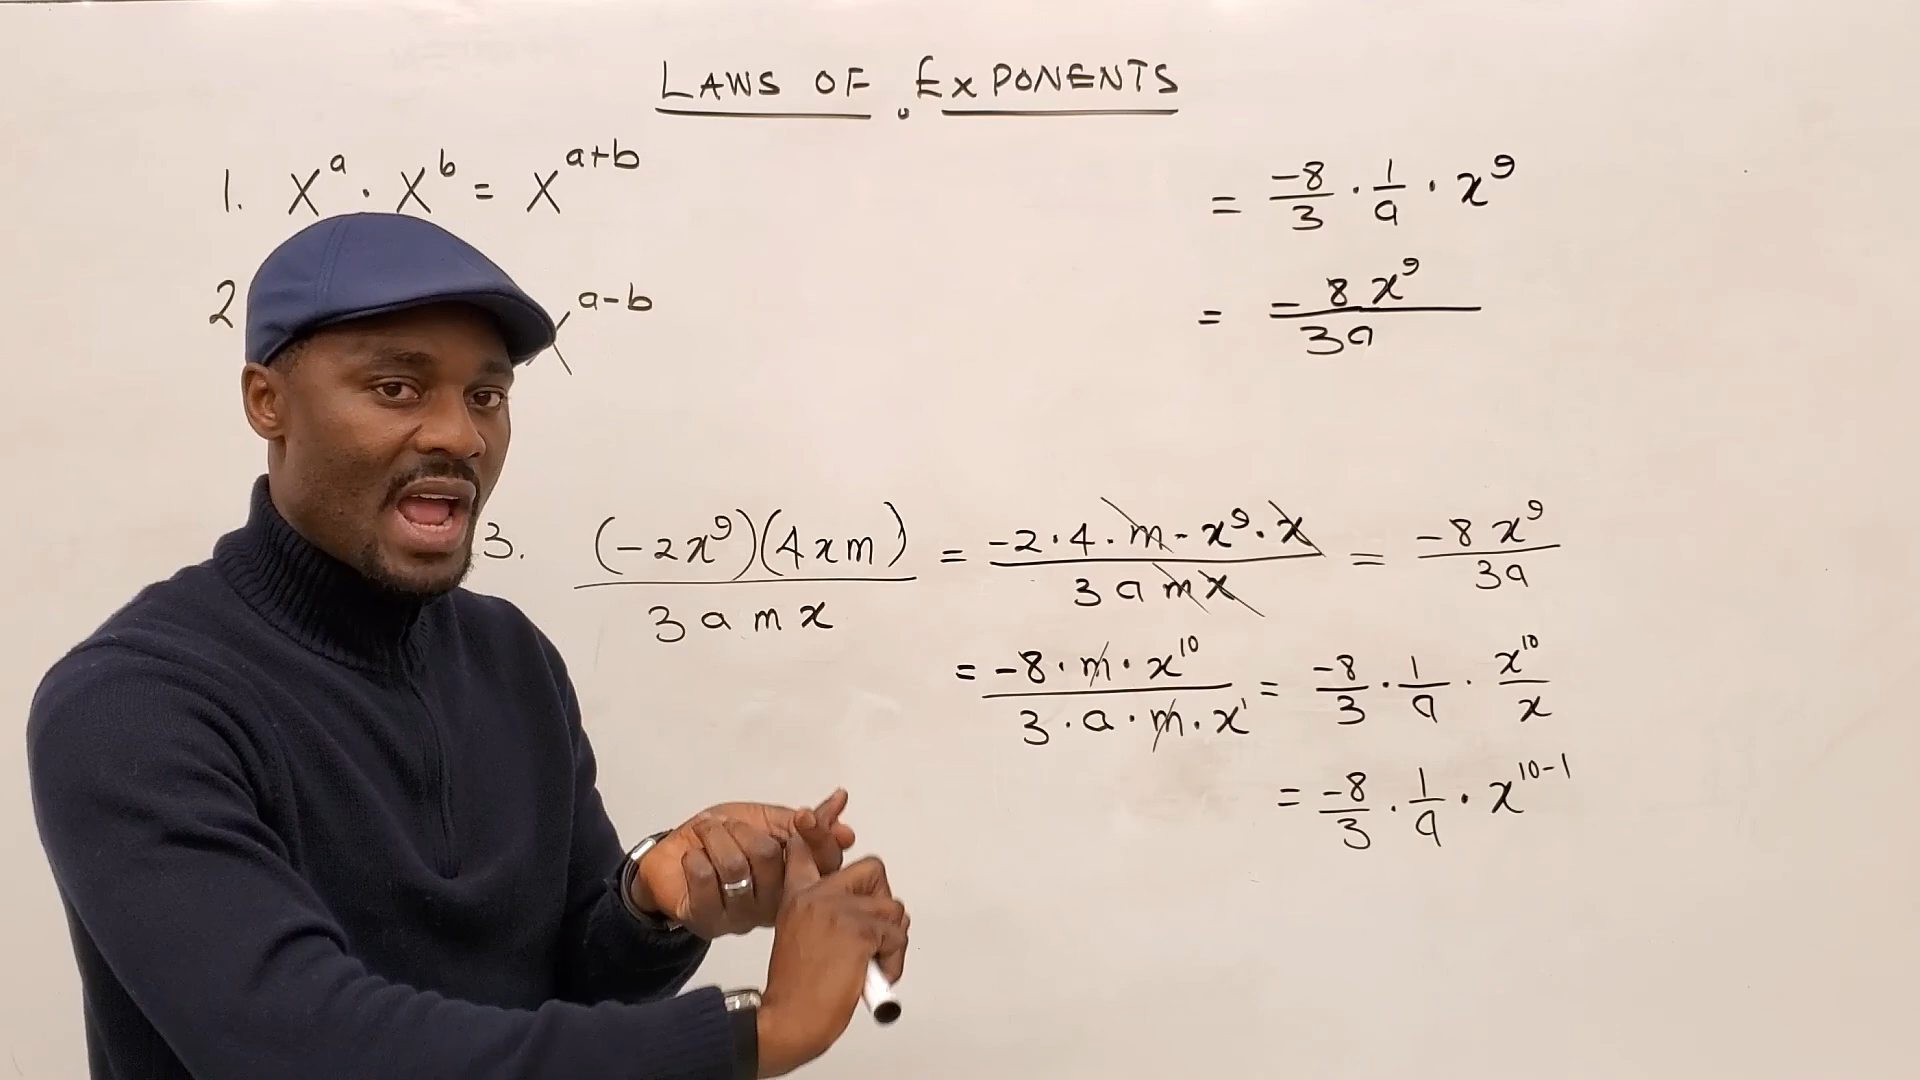 LAWS OF EXPONENTS
1. X^a · X^b = X^(a+b)
2 X^(a-b)
= -8/3 · 1/a · x^9
= -8x^9/3a
3. (-2x^9)(4xm)/3amx = -2·4·m·x^9·x/3amx = -8x^9/3a
= -8·m·x^10/3·a·m·x^1 = -8/3 · 1/a · x^10/x
= -8/3 · 1/a · x^(10-1)